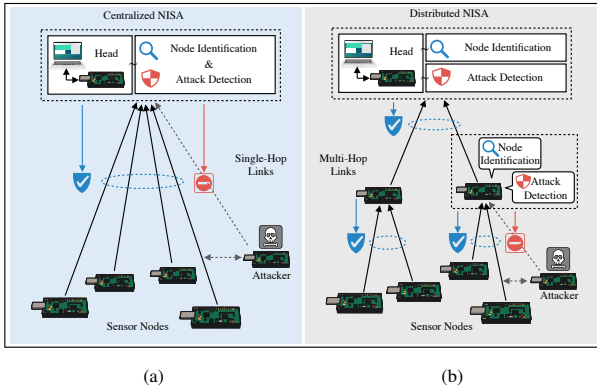 Centralized NISA
Head
~
Node Identification
&
Attack Detection
Single-Hop
Links
Attacker
Sensor Nodes
(a)
Distributed NISA
Head
~
Node Identification
~
Attack Detection
Multi-Hop
Links
Node
Identification
Attack
Detection
Attacker
Sensor Nodes
(b)